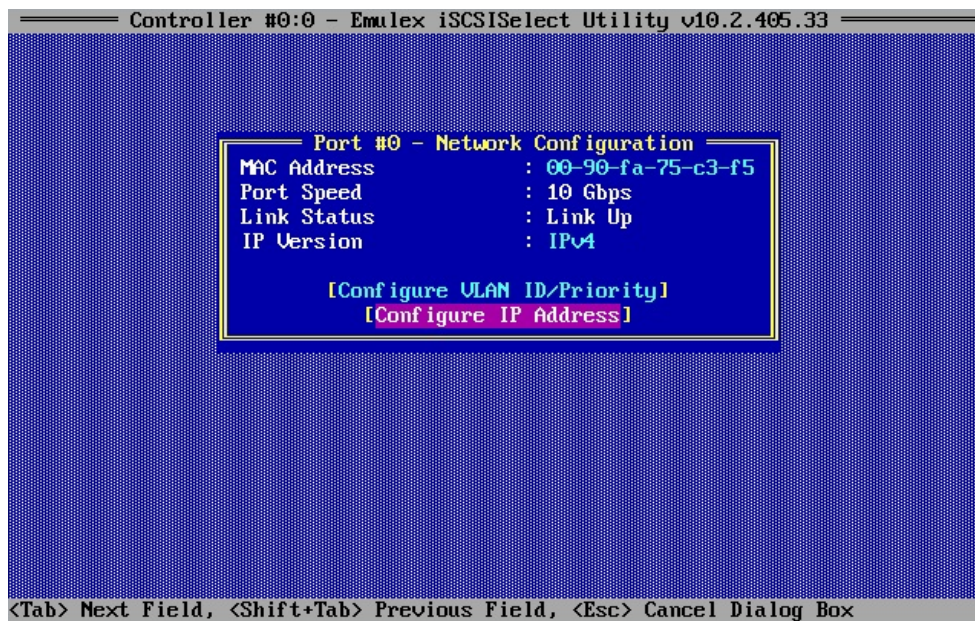 Controller #0:0 - Emulex iSCSISelect Utility v10.2.405.33
Port #0 - Network Configuration
MAC Address : 00-90-fa-75-c3-f5
Port Speed : 10 Gbps
Link Status : Link Up
IP Version : IPv4
[Configure VLAN ID/Priority]
[Configure IP Address]
<Tab> Next Field, <Shift+Tab> Previous Field, <Esc> Cancel Dialog Box